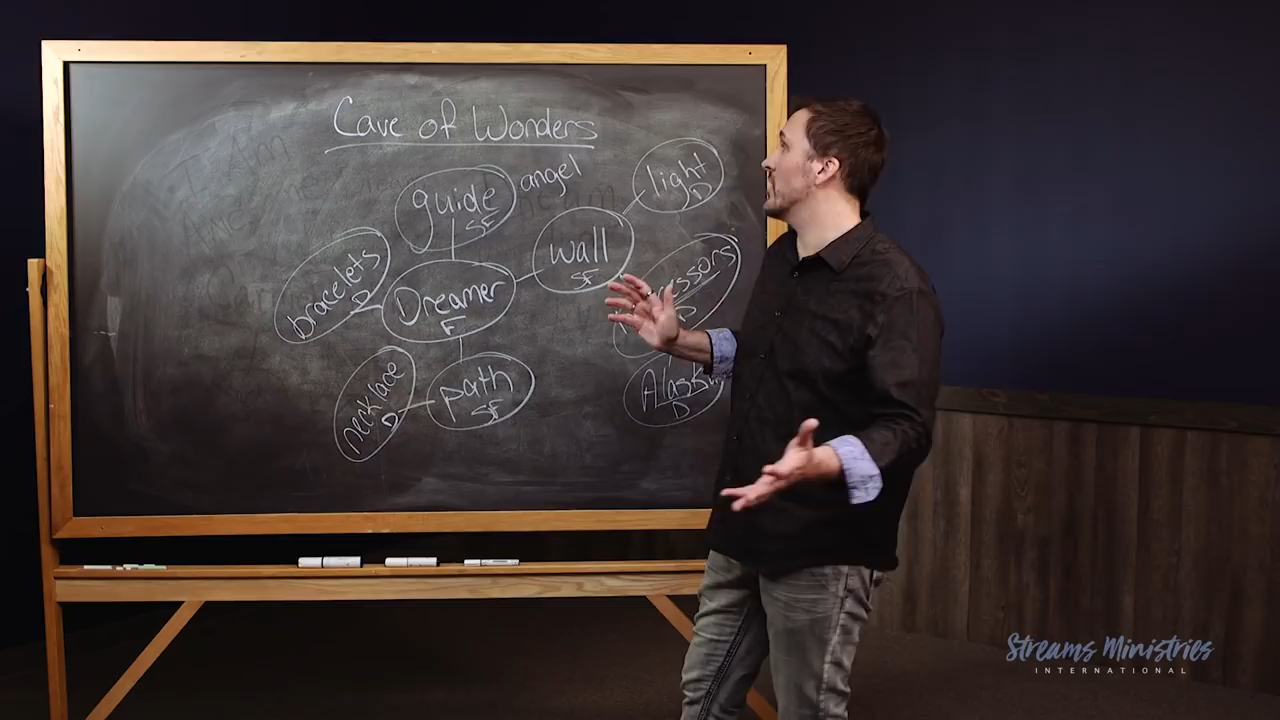 Cave of Wonders
guide SF
angel
light D
wall SF
bracelets D
Dreamer F
necklace D
path SF
Streams Ministries
INTERNATIONAL